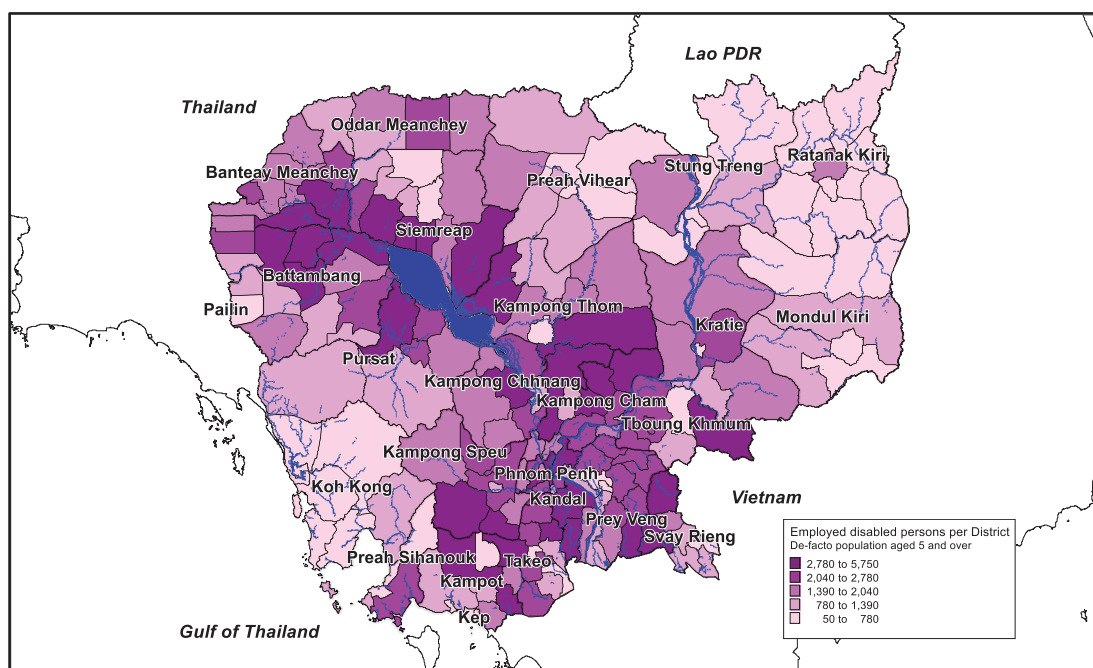 Lao PDR
Thailand
Oddar Meanchey
Banteay Meanchey
Preah Vihear
Stung Treng
Ratanak Kiri
Siemreap
Battambang
Pailin
Kampong Thom
Kratie
Mondul Kiri
Pursat
Kampong Chhnang
Kampong Cham
Tboung Khmum
Kampong Speu
Phnom Penh
Koh Kong
Kandal
Vietnam
Prey Veng
Svay Rieng
Preah Sihanouk
Takeo
Kampot
Kep
Gulf of Thailand
Employed disabled persons per District
De-facto population aged 5 and over
2,780 to 5,750
2,040 to 2,780
1,390 to 2,040
780 to 1,390
50 to 780